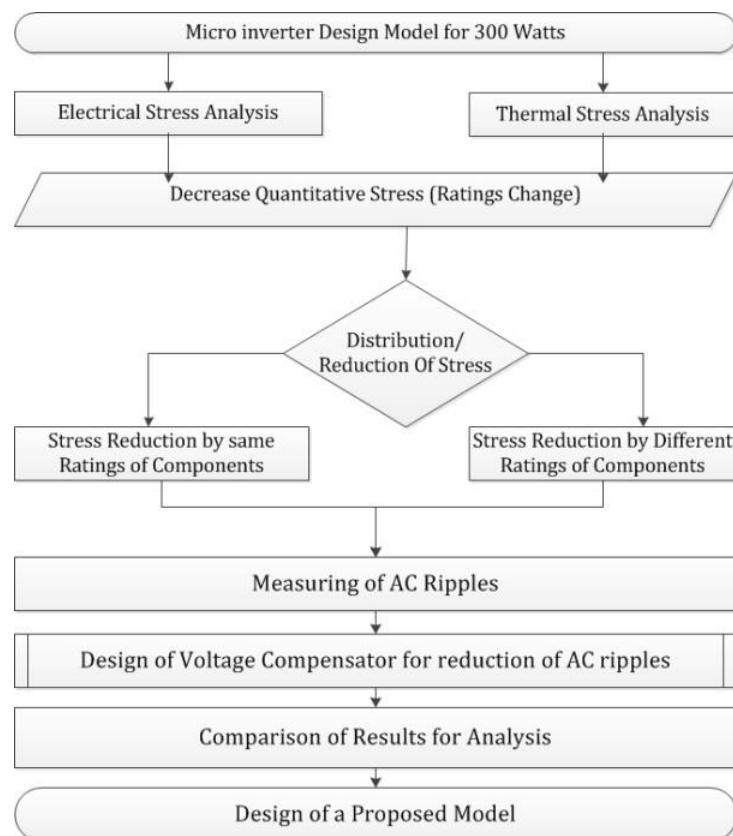 Micro inverter Design Model for 300 Watts
Electrical Stress Analysis
Thermal Stress Analysis
Decrease Quantitative Stress (Ratings Change)
Distribution/
Reduction Of Stress
Stress Reduction by same
Ratings of Components
Stress Reduction by Different
Ratings of Components
Measuring of AC Ripples
Design of Voltage Compensator for reduction of AC ripples
Comparison of Results for Analysis
Design of a Proposed Model